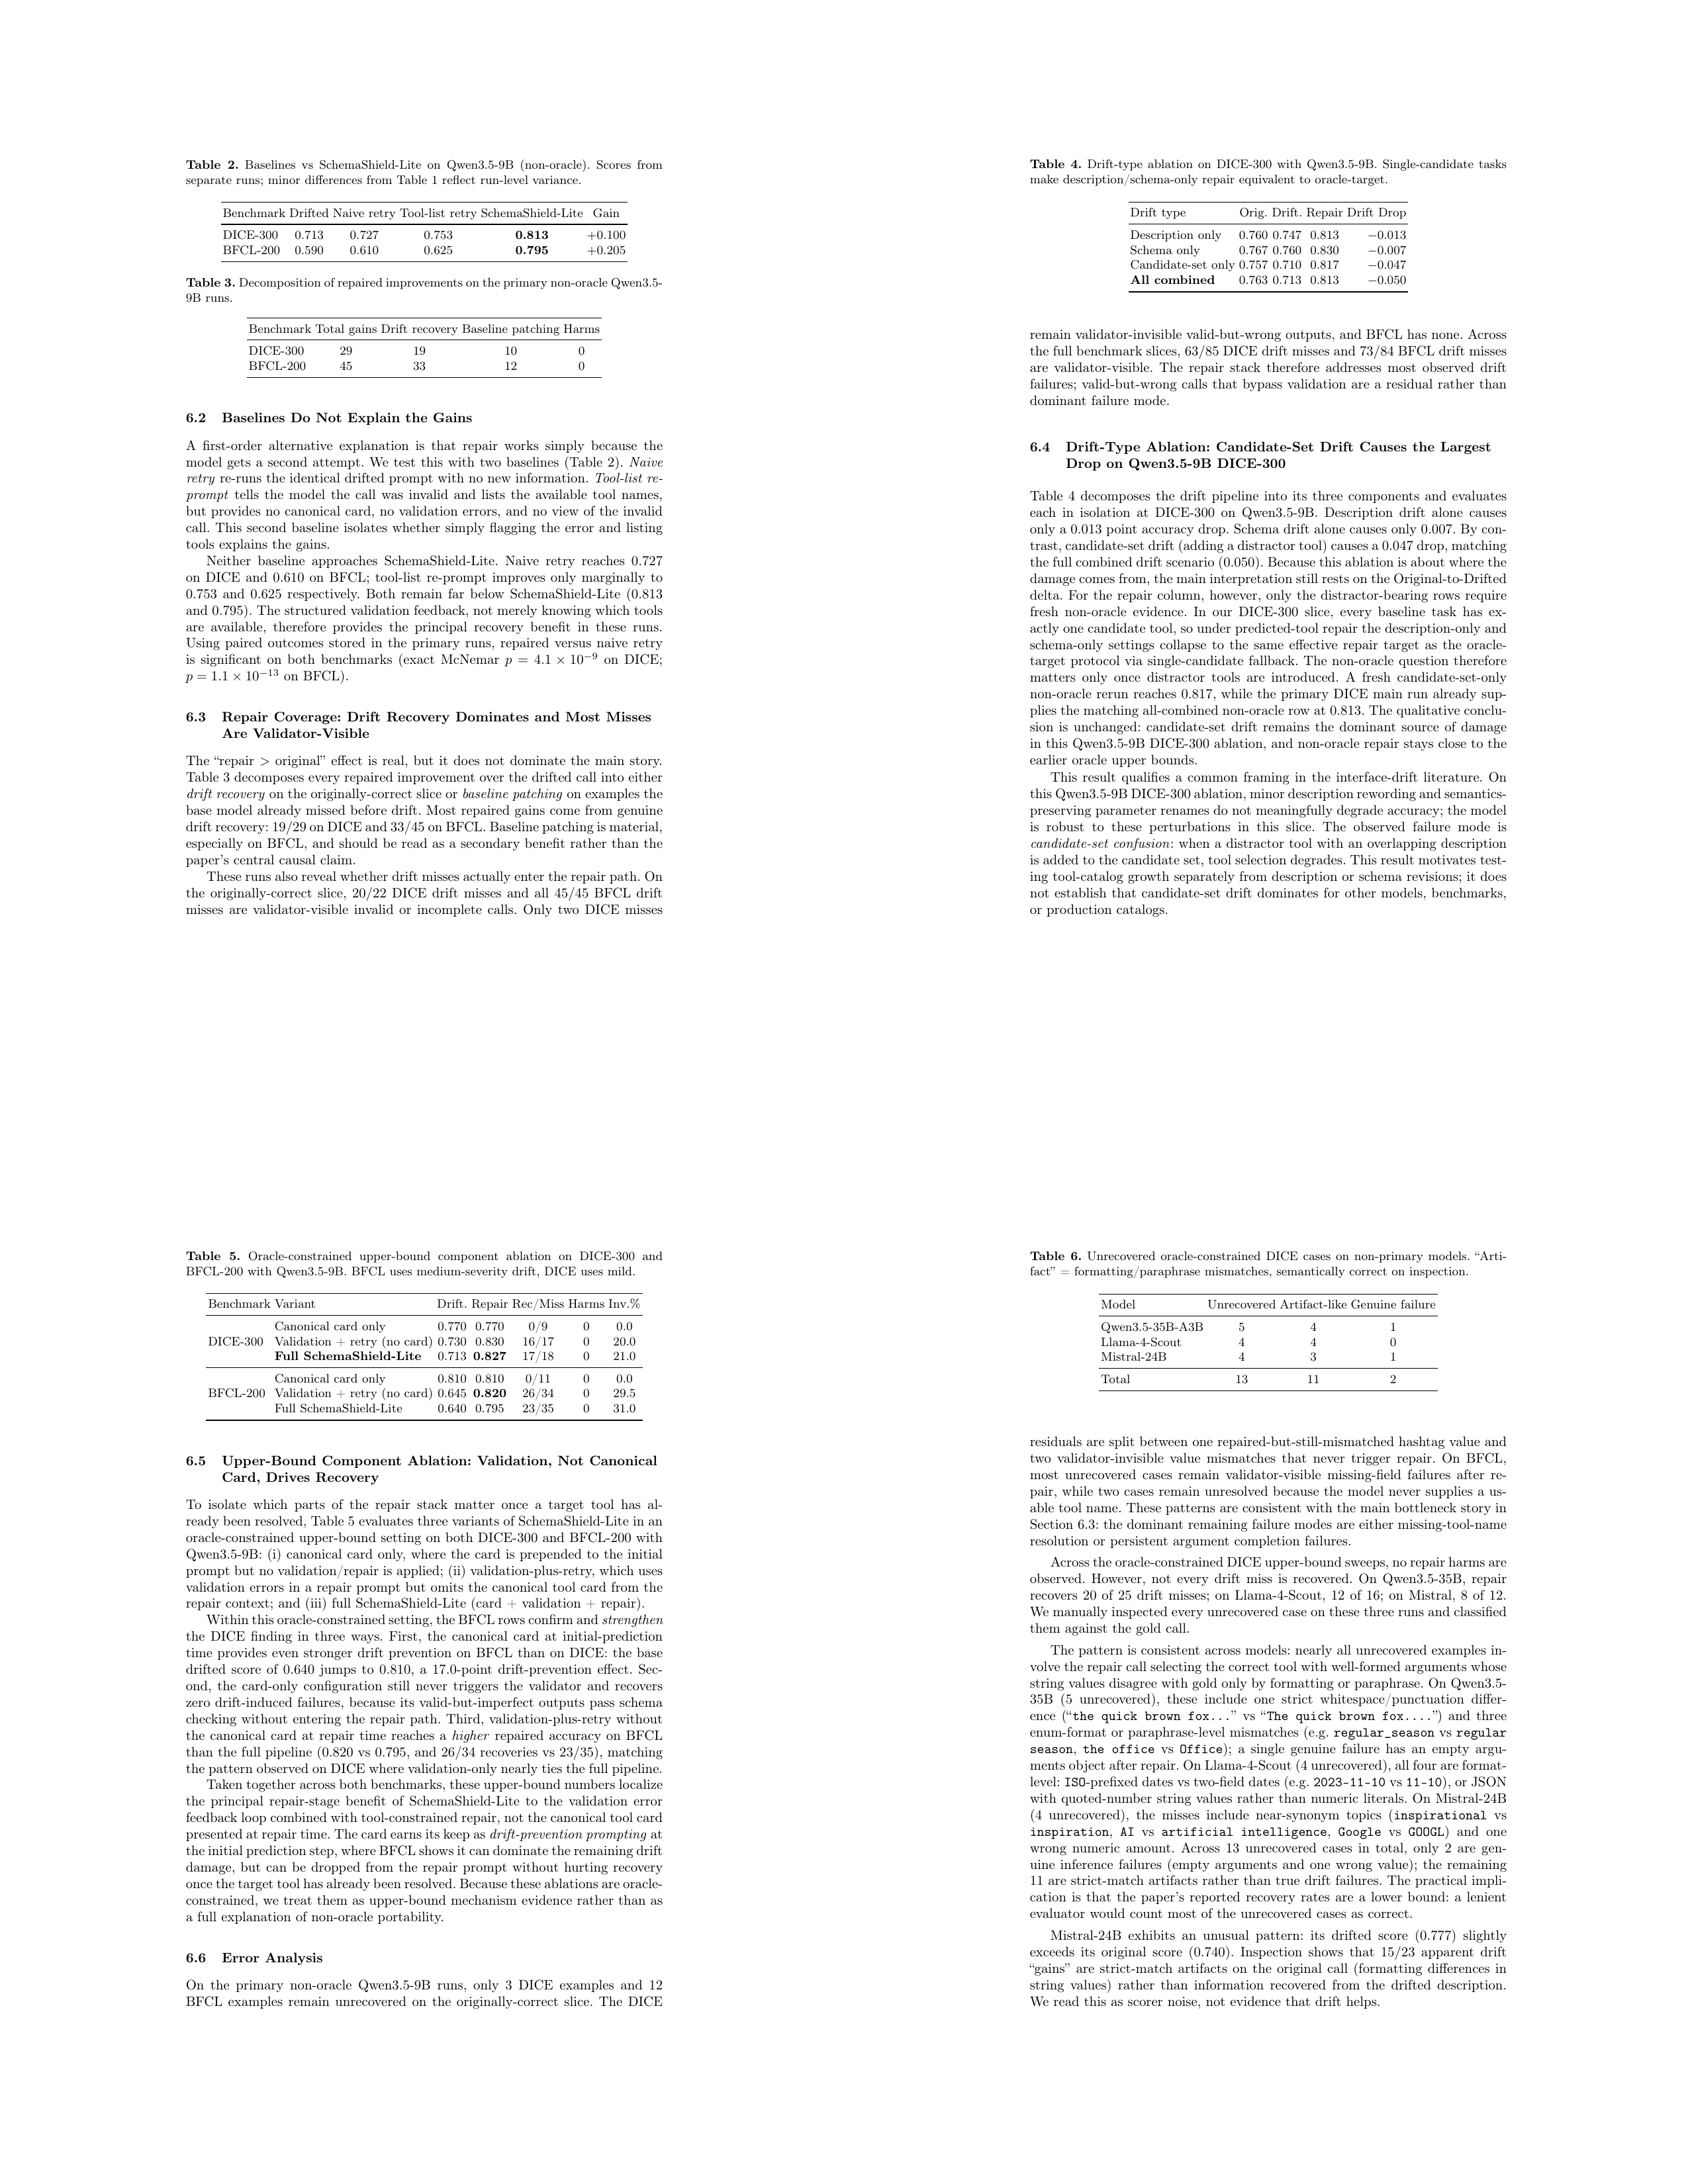 Table 2. Baselines vs SchemaShield-Lite on Qwen3.5-9B (non-oracle). Scores from
separate runs; minor differences from Table 1 reflect run-level variance.
Benchmark Drifted Naive retry Tool-list retry SchemaShield-Lite Gain
DICE-300 0.713 0.727 0.753 0.813 +0.100
BFCL-200 0.590 0.610 0.625 0.795 +0.205
Table 3. Decomposition of repaired improvements on the primary non-oracle Qwen3.5-
9B runs.
Benchmark Total gains Drift recovery Baseline patching Harms
DICE-300 29 19 10 0
BFCL-200 45 33 12 0
6.2 Baselines Do Not Explain the Gains
A first-order alternative explanation is that repair works simply because the
model gets a second attempt. We test this with two baselines (Table 2). Naive
retry re-runs the identical drifted prompt with no new information. Tool-list re-
prompt tells the model the call was invalid and lists the available tool names,
but provides no canonical card, no validation errors, and no view of the invalid
call. This second baseline isolates whether simply flagging the error and listing
tools explains the gains.
Neither baseline approaches SchemaShield-Lite. Naive retry reaches 0.727
on DICE and 0.610 on BFCL; tool-list re-prompt improves only marginally to
0.753 and 0.625 respectively. Both remain far below SchemaShield-Lite (0.813
and 0.795). The structured validation feedback, not merely knowing which tools
are available, therefore provides the principal recovery benefit in these runs.
Using paired outcomes stored in the primary runs, repaired versus naive retry
is significant on both benchmarks (exact McNemar p = 4.1 × 10⁻⁹ on DICE;
p = 1.1 × 10⁻¹³ on BFCL).
6.3 Repair Coverage: Drift Recovery Dominates and Most Misses
Are Validator-Visible
The “repair > original” effect is real, but it does not dominate the main story.
Table 3 decomposes every repaired improvement over the drifted call into either
drift recovery on the originally-correct slice or baseline patching on examples the
base model already missed before drift. Most repaired gains come from genuine
drift recovery: 19/29 on DICE and 33/45 on BFCL. Baseline patching is material,
especially on BFCL, and should be read as a secondary benefit rather than the
paper's central causal claim.
These runs also reveal whether drift misses actually enter the repair path. On
the originally-correct slice, 20/22 DICE drift misses and all 45/45 BFCL drift
misses are validator-visible invalid or incomplete calls. Only two DICE misses
Table 4. Drift-type ablation on DICE-300 with Qwen3.5-9B. Single-candidate tasks
make description/schema-only repair equivalent to oracle-target.
Drift type Orig. Drift. Repair Drift Drop
Description only 0.760 0.747 0.813 −0.013
Schema only 0.767 0.760 0.830 −0.007
Candidate-set only 0.757 0.710 0.817 −0.047
All combined 0.763 0.713 0.813 −0.050
remain validator-invisible valid-but-wrong outputs, and BFCL has none. Across
the full benchmark slices, 63/85 DICE drift misses and 73/84 BFCL drift misses
are validator-visible. The repair stack therefore addresses most observed drift
failures; valid-but-wrong calls that bypass validation are a residual rather than
dominant failure mode.
6.4 Drift-Type Ablation: Candidate-Set Drift Causes the Largest
Drop on Qwen3.5-9B DICE-300
Table 4 decomposes the drift pipeline into its three components and evaluates
each in isolation at DICE-300 on Qwen3.5-9B. Description drift alone causes
only a 0.013 point accuracy drop. Schema drift alone causes only 0.007. By con-
trast, candidate-set drift (adding a distractor tool) causes a 0.047 drop, matching
the full combined drift scenario (0.050). Because this ablation is about where the
damage comes from, the main interpretation still rests on the Original-to-Drifted
delta. For the repair column, however, only the distractor-bearing rows require
fresh non-oracle evidence. In our DICE-300 slice, every baseline task has ex-
actly one candidate tool, so under predicted-tool repair the description-only and
schema-only settings collapse to the same effective repair target as the oracle-
target protocol via single-candidate fallback. The non-oracle question therefore
matters only once distractor tools are introduced. A fresh candidate-set-only
non-oracle rerun reaches 0.817, while the primary DICE main run already sup-
plies the matching all-combined non-oracle row at 0.813. The qualitative conclu-
sion is unchanged: candidate-set drift remains the dominant source of damage
in this Qwen3.5-9B DICE-300 ablation, and non-oracle repair stays close to the
earlier oracle upper bounds.
This result qualifies a common framing in the interface-drift literature. On
this Qwen3.5-9B DICE-300 ablation, minor description rewording and semantics-
preserving parameter renames do not meaningfully degrade accuracy; the model
is robust to these perturbations in this slice. The observed failure mode is
candidate-set confusion: when a distractor tool with an overlapping description
is added to the candidate set, tool selection degrades. This result motivates test-
ing tool-catalog growth separately from description or schema revisions; it does
not establish that candidate-set drift dominates for other models, benchmarks,
or production catalogs.
Table 5. Oracle-constrained upper-bound component ablation on DICE-300 and
BFCL-200 with Qwen3.5-9B. BFCL uses medium-severity drift, DICE uses mild.
Benchmark Variant Drift. Repair Rec/Miss Harms Inv.%
Canonical card only 0.770 0.770 0/9 0 0.0
DICE-300 Validation + retry (no card) 0.730 0.830 16/17 0 20.0
Full SchemaShield-Lite 0.713 0.827 17/18 0 21.0
Canonical card only 0.810 0.810 0/11 0 0.0
BFCL-200 Validation + retry (no card) 0.645 0.820 26/34 0 29.5
Full SchemaShield-Lite 0.640 0.795 23/35 0 31.0
6.5 Upper-Bound Component Ablation: Validation, Not Canonical
Card, Drives Recovery
To isolate which parts of the repair stack matter once a target tool has al-
ready been resolved, Table 5 evaluates three variants of SchemaShield-Lite in an
oracle-constrained upper-bound setting on both DICE-300 and BFCL-200 with
Qwen3.5-9B: (i) canonical card only, where the card is prepended to the initial
prompt but no validation/repair is applied; (ii) validation-plus-retry, which uses
validation errors in a repair prompt but omits the canonical tool card from the
repair context; and (iii) full SchemaShield-Lite (card + validation + repair).
Within this oracle-constrained setting, the BFCL rows confirm and strengthen
the DICE finding in three ways. First, the canonical card at initial-prediction
time provides even stronger drift prevention on BFCL than on DICE: the base
drifted score of 0.640 jumps to 0.810, a 17.0-point drift-prevention effect. Sec-
ond, the card-only configuration still never triggers the validator and recovers
zero drift-induced failures, because its valid-but-imperfect outputs pass schema
checking without entering the repair path. Third, validation-plus-retry without
the canonical card at repair time reaches a higher repaired accuracy on BFCL
than the full pipeline (0.820 vs 0.795, and 26/34 recoveries vs 23/35), matching
the pattern observed on DICE where validation-only nearly ties the full pipeline.
Taken together across both benchmarks, these upper-bound numbers localize
the principal repair-stage benefit of SchemaShield-Lite to the validation error
feedback loop combined with tool-constrained repair, not the canonical tool card
presented at repair time. The card earns its keep as drift-prevention prompting at
the initial prediction step, where BFCL shows it can dominate the remaining drift
damage, but can be dropped from the repair prompt without hurting recovery
once the target tool has already been resolved. Because these ablations are oracle-
constrained, we treat them as upper-bound mechanism evidence rather than as
a full explanation of non-oracle portability.
6.6 Error Analysis
On the primary non-oracle Qwen3.5-9B runs, only 3 DICE examples and 12
BFCL examples remain unrecovered on the originally-correct slice. The DICE
Table 6. Unrecovered oracle-constrained DICE cases on non-primary models. “Arti-
fact” = formatting/paraphrase mismatches, semantically correct on inspection.
Model Unrecovered Artifact-like Genuine failure
Qwen3.5-35B-A3B 5 4 1
Llama-4-Scout 4 4 0
Mistral-24B 4 3 1
Total 13 11 2
residuals are split between one repaired-but-still-mismatched hashtag value and
two validator-invisible value mismatches that never trigger repair. On BFCL,
most unrecovered cases remain validator-visible missing-field failures after re-
pair, while two cases remain unresolved because the model never supplies a us-
able tool name. These patterns are consistent with the main bottleneck story in
Section 6.3: the dominant remaining failure modes are either missing-tool-name
resolution or persistent argument completion failures.
Across the oracle-constrained DICE upper-bound sweeps, no repair harms are
observed. However, not every drift miss is recovered. On Qwen3.5-35B, repair
recovers 20 of 25 drift misses; on Llama-4-Scout, 12 of 16; on Mistral, 8 of 12.
We manually inspected every unrecovered case on these three runs and classified
them against the gold call.
The pattern is consistent across models: nearly all unrecovered examples in-
volve the repair call selecting the correct tool with well-formed arguments whose
string values disagree with gold only by formatting or paraphrase. On Qwen3.5-
35B (5 unrecovered), these include one strict whitespace/punctuation differ-
ence (“the quick brown fox...” vs “The quick brown fox....”) and three
enum-format or paraphrase-level mismatches (e.g. regular_season vs regular
season, the office vs Office); a single genuine failure has an empty argu-
ments object after repair. On Llama-4-Scout (4 unrecovered), all four are format-
level: ISO-prefixed dates vs two-field dates (e.g. 2023-11-10 vs 11-10), or JSON
with quoted-number string values rather than numeric literals. On Mistral-24B
(4 unrecovered), the misses include near-synonym topics (inspirational vs
inspiration, AI vs artificial intelligence, Google vs GOOGL) and one
wrong numeric amount. Across 13 unrecovered cases in total, only 2 are gen-
uine inference failures (empty arguments and one wrong value); the remaining
11 are strict-match artifacts rather than true drift failures. The practical impli-
cation is that the paper's reported recovery rates are a lower bound: a lenient
evaluator would count most of the unrecovered cases as correct.
Mistral-24B exhibits an unusual pattern: its drifted score (0.777) slightly
exceeds its original score (0.740). Inspection shows that 15/23 apparent drift
“gains” are strict-match artifacts on the original call (formatting differences in
string values) rather than information recovered from the drifted description.
We read this as scorer noise, not evidence that drift helps.